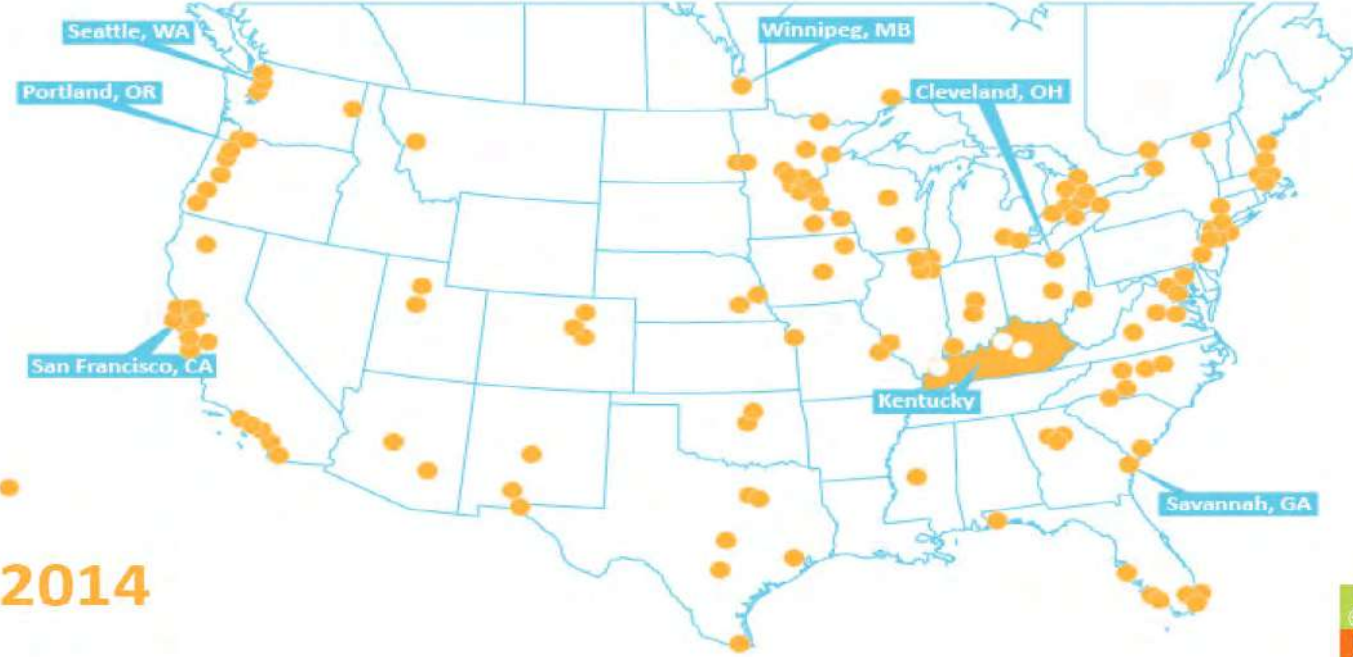 Seattle, WA
Winnipeg, MB
Portland, OR
Cleveland, OH
San Francisco, CA
Kentucky
Savannah, GA
2014